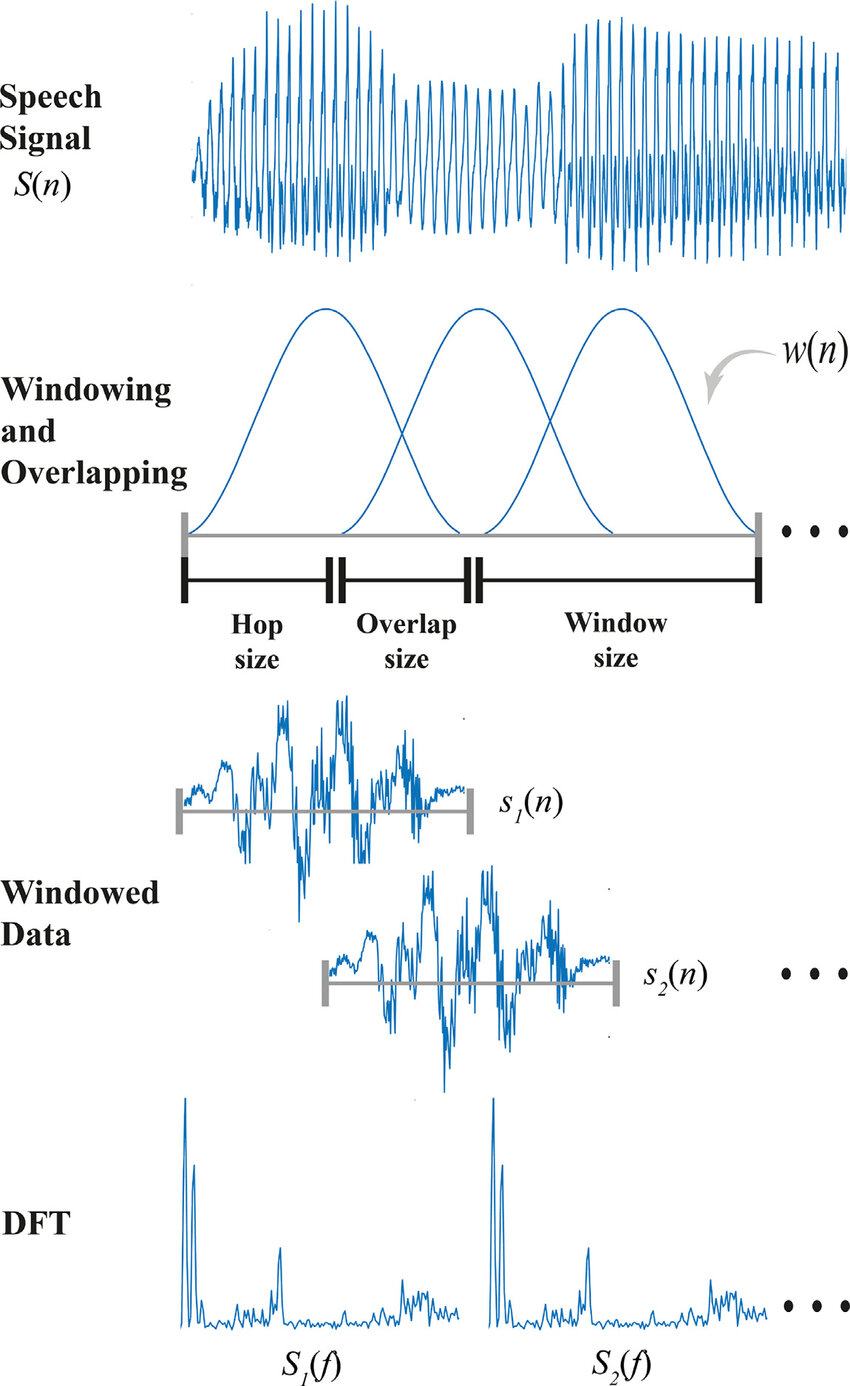 Speech
Signal
S(n)
w(n)
Windowing
and
Overlapping
• • •
Hop
size
Overlap
size
Window
size
s1(n)
Windowed
Data
s2(n)
• • •
DFT
• • •
S1(f)
S2(f)